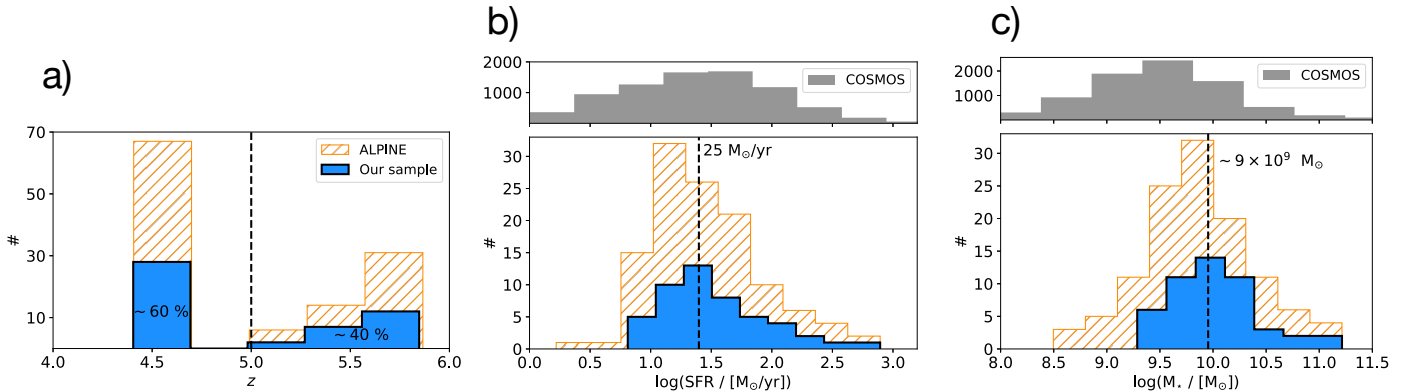 a)
70
50
30
10
#
ALPINE
Our sample
~ 60 %
~ 40 %
4.0 4.5 5.0 5.5 6.0
z
b)
2000
1000
COSMOS
30
25
20
15
10
5
0
#
25 M⊙/yr
0.0 0.5 1.0 1.5 2.0 2.5 3.0
log(SFR / [M⊙/yr])
c)
2000
1000
COSMOS
30
25
20
15
10
5
0
#
~ 9 × 10⁹ M⊙
8.0 8.5 9.0 9.5 10.0 10.5 11.0 11.5
log(M⋆ / [M⊙])